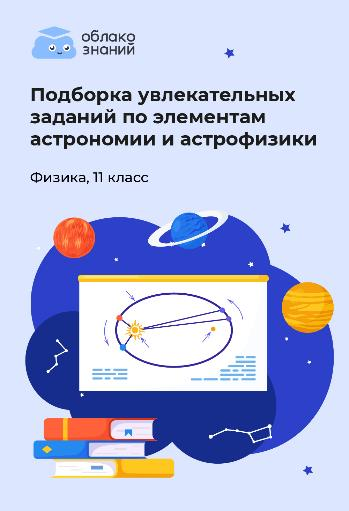 облако
знаний
Подборка увлекательных
заданий по элементам
астрономии и астрофизики
Физика, 11 класс